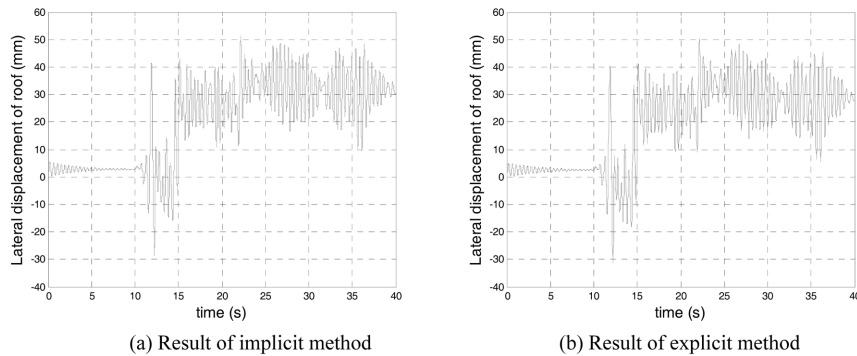 60
50
40
30
20
10
0
-10
-20
-30
-40
Lateral displacement of roof (mm)
0 5 10 15 20 25 30 35 40
time (s)
(a) Result of implicit method
60
50
40
30
20
10
0
-10
-20
-30
-40
Lateral displacement of roof (mm)
0 5 10 15 20 25 30 35 40
time (s)
(b) Result of explicit method